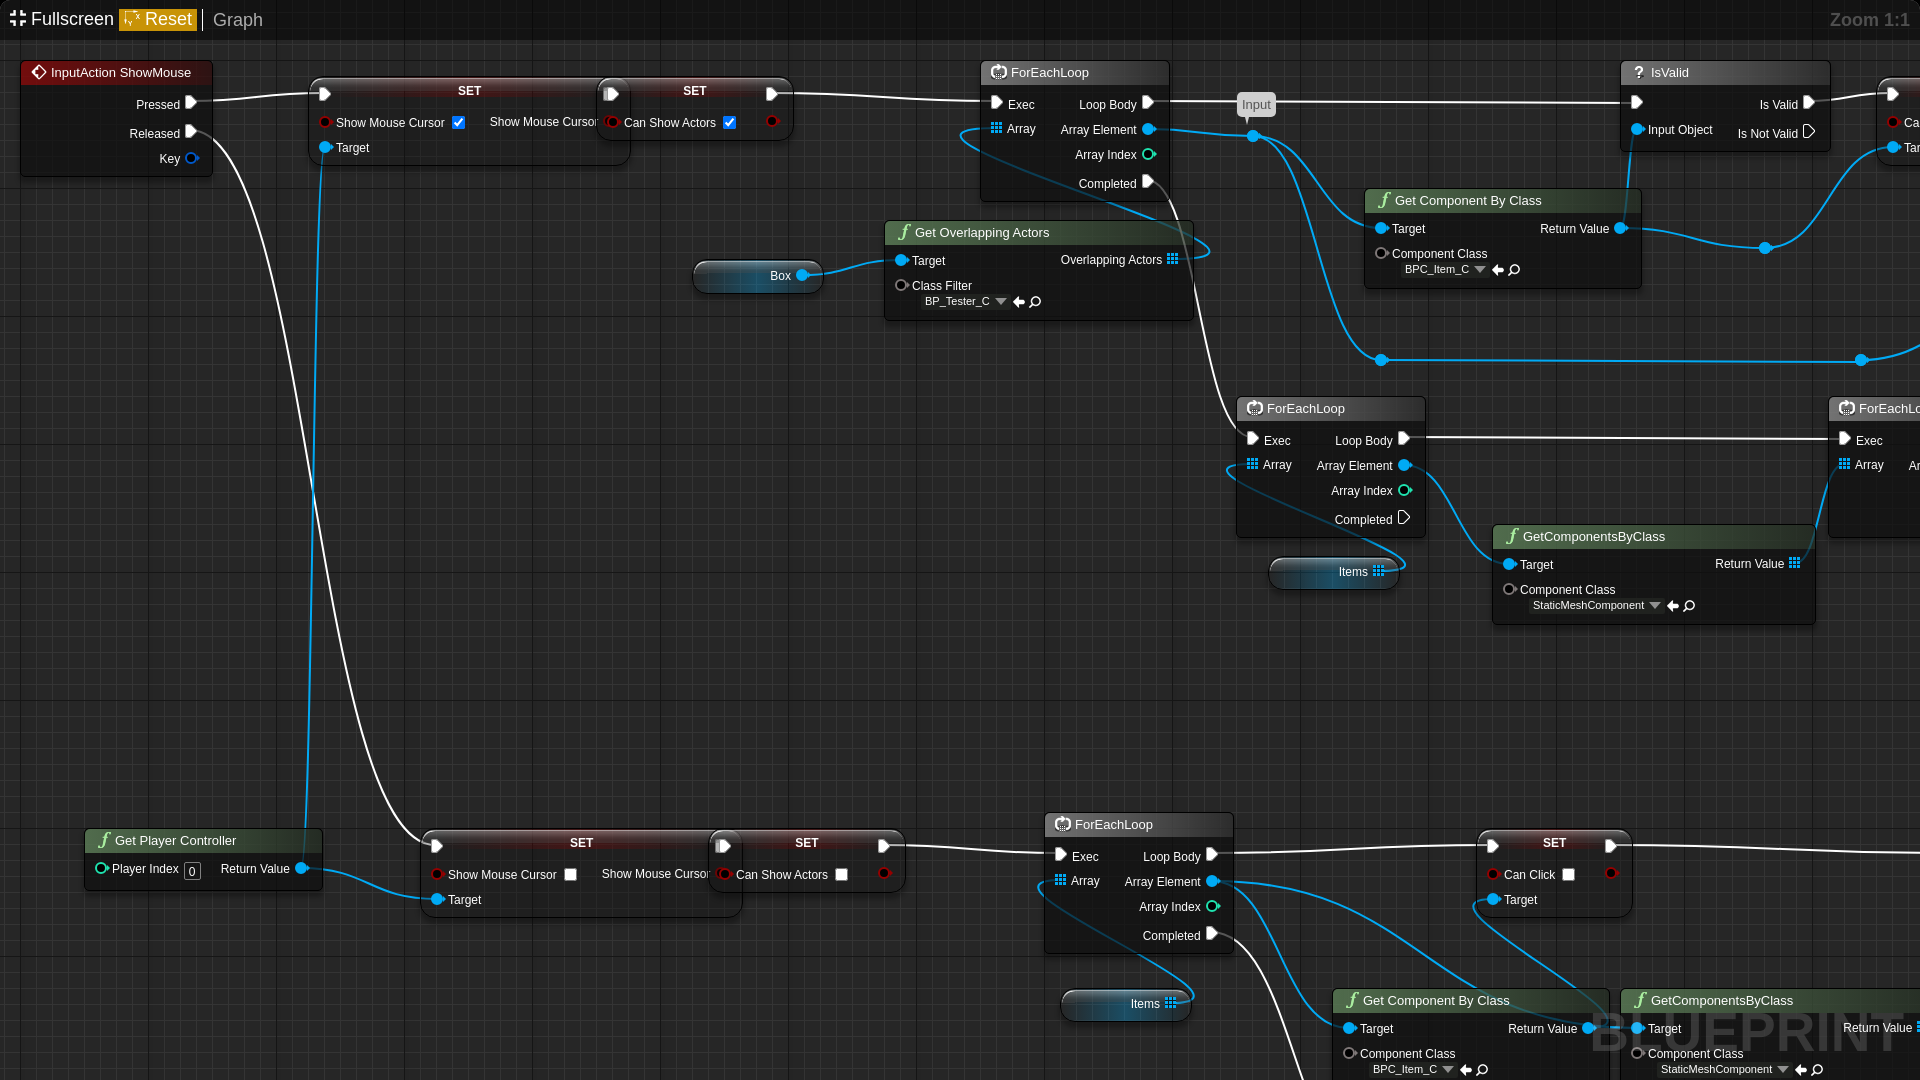 Fullscreen Reset Graph
Zoom 1:1
InputAction ShowMouse
Pressed
Released
Key
SET
Show Mouse Cursor
Show Mouse Cursor
Target
SET
Can Show Actors
ForEachLoop
Exec
Loop Body
Array
Array Element
Array Index
Completed
Input
IsValid
Is Valid
Input Object
Is Not Valid
Ca
Tar
Get Component By Class
Target
Return Value
Component Class
BPC_Item_C
Get Overlapping Actors
Target
Overlapping Actors
Class Filter
BP_Tester_C
Box
ForEachLoop
Exec
Loop Body
Array
Array Element
Array Index
Completed
Items
ForEachLo
Exec
Array
Ar
GetComponentsByClass
Target
Return Value
Component Class
StaticMeshComponent
Get Player Controller
Player Index 0
Return Value
SET
Show Mouse Cursor
Show Mouse Cursor
Target
SET
Can Show Actors
ForEachLoop
Exec
Loop Body
Array
Array Element
Array Index
Completed
Items
SET
Can Click
Target
Get Component By Class
Target
Return Value
Component Class
BPC_Item_C
GetComponentsByClass
Target
Return Value
Component Class
StaticMeshComponent
BLUEPRINT